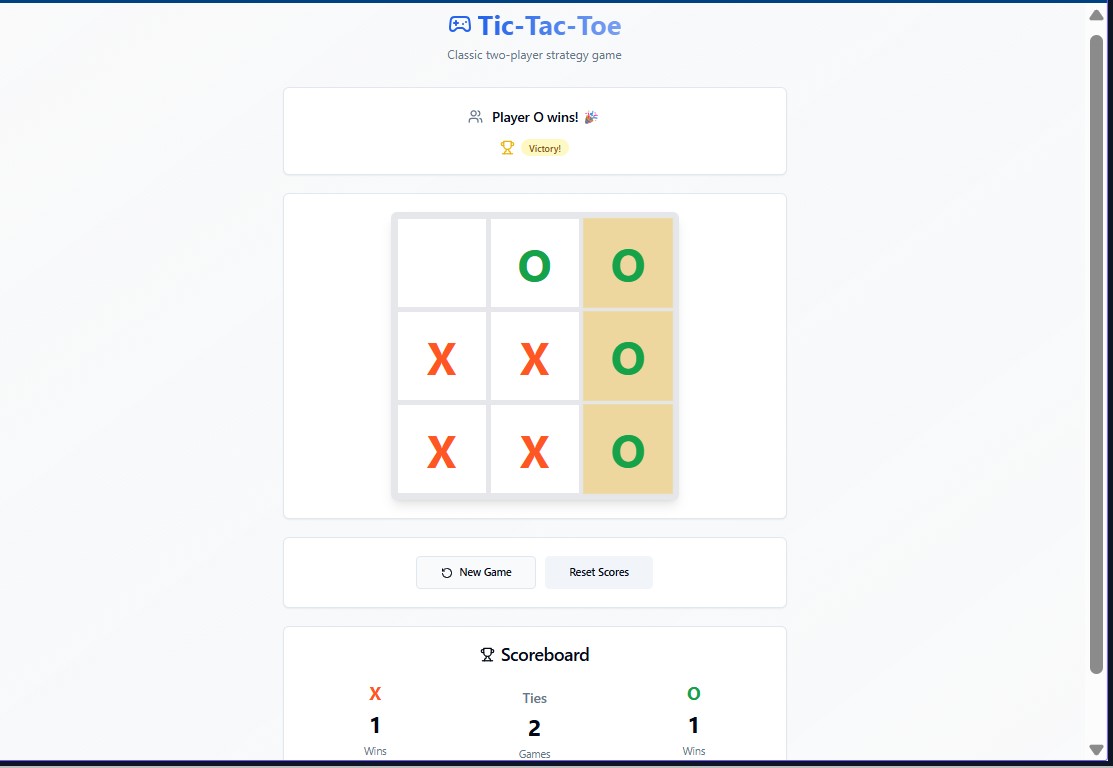 Tic-Tac-Toe
Classic two-player strategy game
Player O wins! 🎉
Victory!
O O
X X O
X X O
New Game Reset Scores
Scoreboard
X Ties O
1 2 1
Wins Games Wins